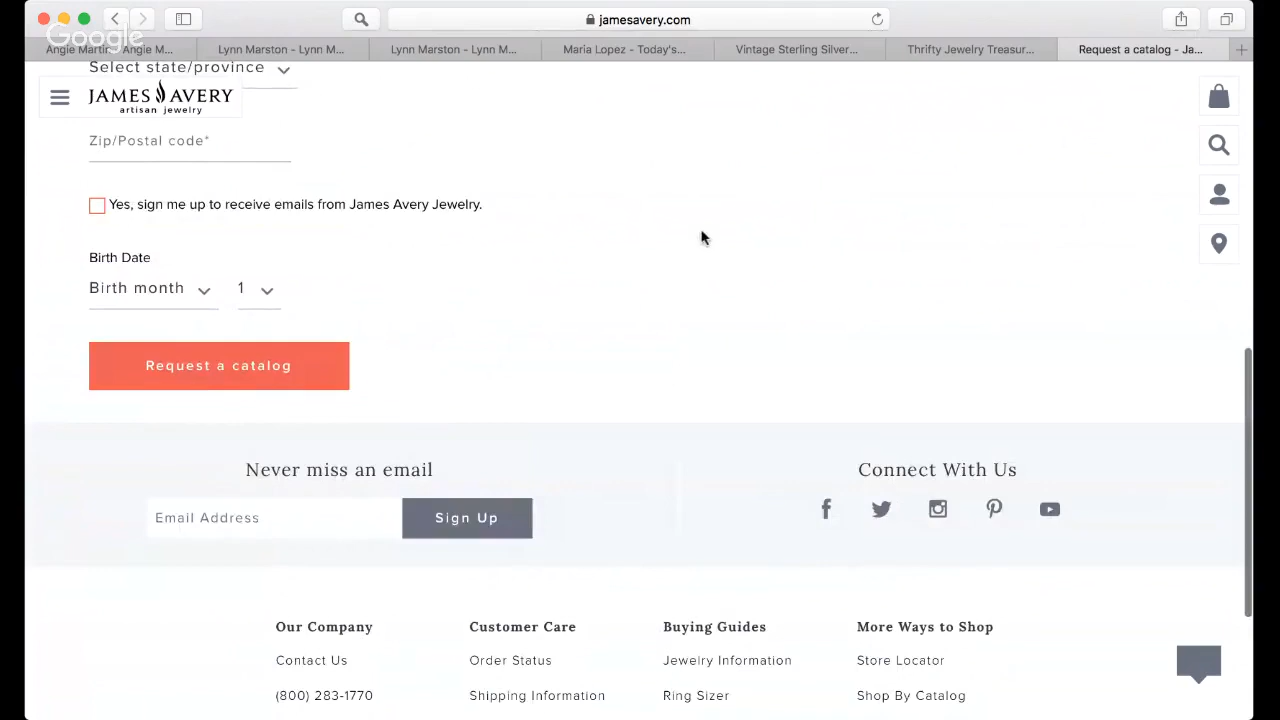 jamesavery.com
Google
Angie Martin - Angie M...
Lynn Marston - Lynn M...
Lynn Marston - Lynn M...
Maria Lopez - Today's...
Vintage Sterling Silver...
Thrifty Jewelry Treasur...
Request a catalog - Ja...
Select state/province
JAMES AVERY
artisan jewelry
Zip/Postal code*
Yes, sign me up to receive emails from James Avery Jewelry.
Birth Date
Birth month 1
Request a catalog
Never miss an email
Email Address
Sign Up
Connect With Us
Our Company
Contact Us
(800) 283-1770
Customer Care
Order Status
Shipping Information
Buying Guides
Jewelry Information
Ring Sizer
More Ways to Shop
Store Locator
Shop By Catalog